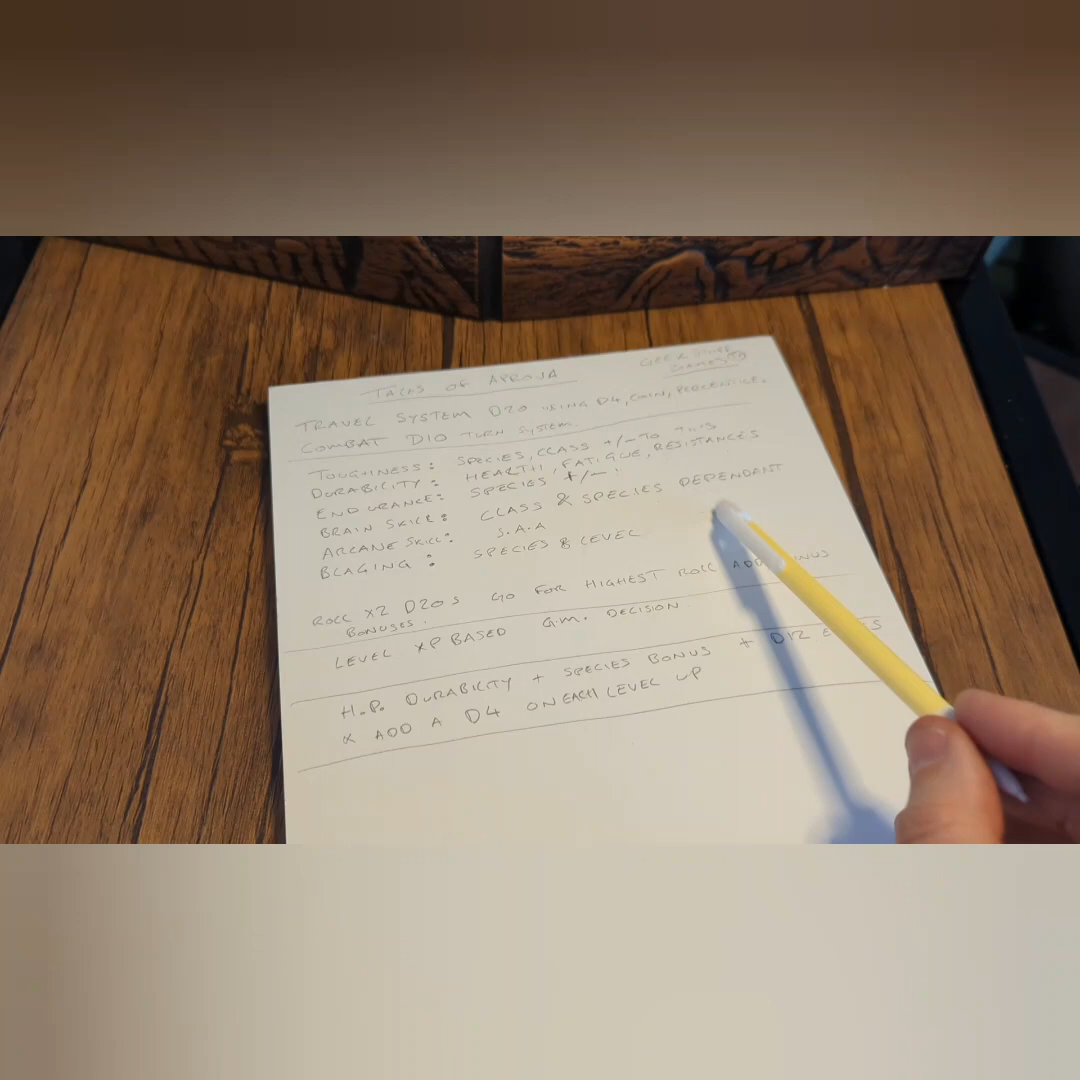 TALES OF APROJA
GEEK STUFF
TRAVEL SYSTEM D20 USING D4, COIN, PERCENTILE.
COMBAT D10 TURN SYSTEM.
TOUGHNESS: SPECIES, CLASS +/- TO THIS
DURABILITY: HEALTH, FATIGUE, RESISTANCES
ENDURANCE: SPECIES +/-.
BRAIN SKILL: CLASS & SPECIES DEPENDANT
ARCANE SKILL: S.A.A
BLAGING: SPECIES & LEVEL
ROLL X2 D20S GO FOR HIGHEST ROLL ADD
BONUSES.
LEVEL XP BASED G.M. DECISION.
H.P. DURABILITY + SPECIES BONUS + D12
& ADD A D4 ON EACH LEVEL UP